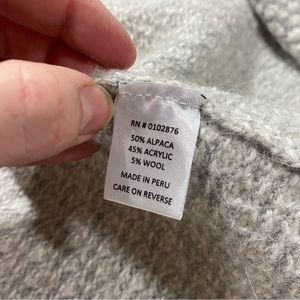 RN # 0102876
50% ALPACA
45% ACRYLIC
5% WOOL
MADE IN PERU
CARE ON REVERSE